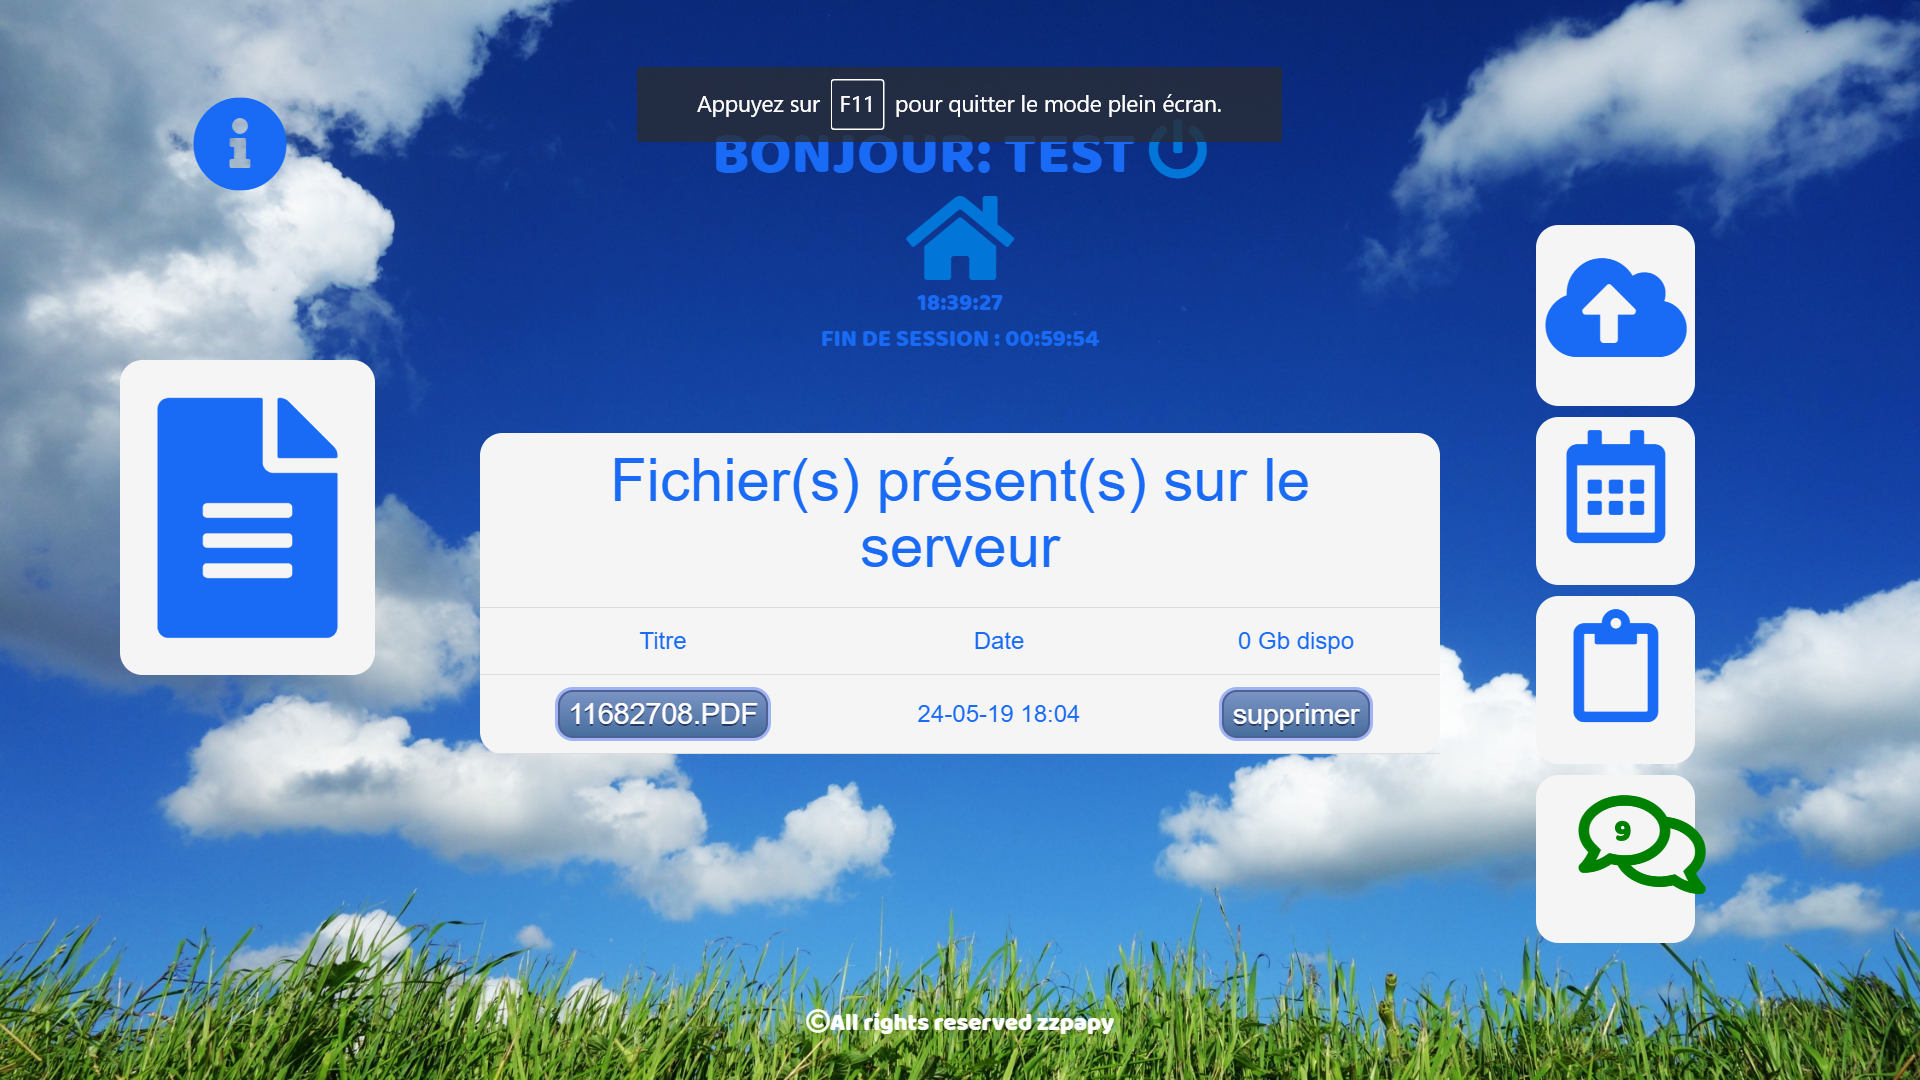 Appuyez sur F11 pour quitter le mode plein écran.
BONJOUR: TEST
18:39:27
FIN DE SESSION : 00:59:54
Fichier(s) présent(s) sur le
serveur
Titre Date 0 Gb dispo
11682708.PDF 24-05-19 18:04 supprimer
9
©All rights reserved zzpapy